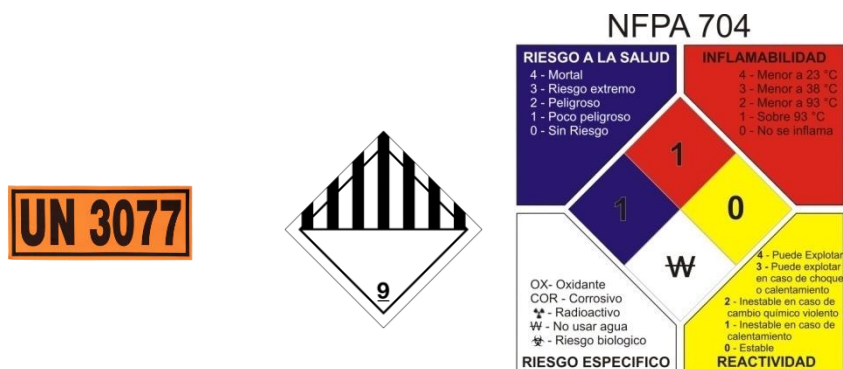 UN 3077
9
NFPA 704
RIESGO A LA SALUD
4 - Mortal
3 - Riesgo extremo
2 - Peligroso
1 - Poco peligroso
0 - Sin Riesgo
INFLAMABILIDAD
4 - Menor a 23 °C
3 - Menor a 38 °C
2 - Menor a 93 °C
1 - Sobre 93 °C
0 - No se inflama
1
1
0
W
OX- Oxidante
COR - Corrosivo
☢ - Radioactivo
W - No usar agua
☣ - Riesgo biologico
RIESGO ESPECIFICO
4 - Puede Explotar
3 - Puede explotar
en caso de choque
o calentamiento
2 - Inestable en caso de
cambio químico violento
1 - Inestable en caso de
calentamiento
0 - Estable
REACTIVIDAD